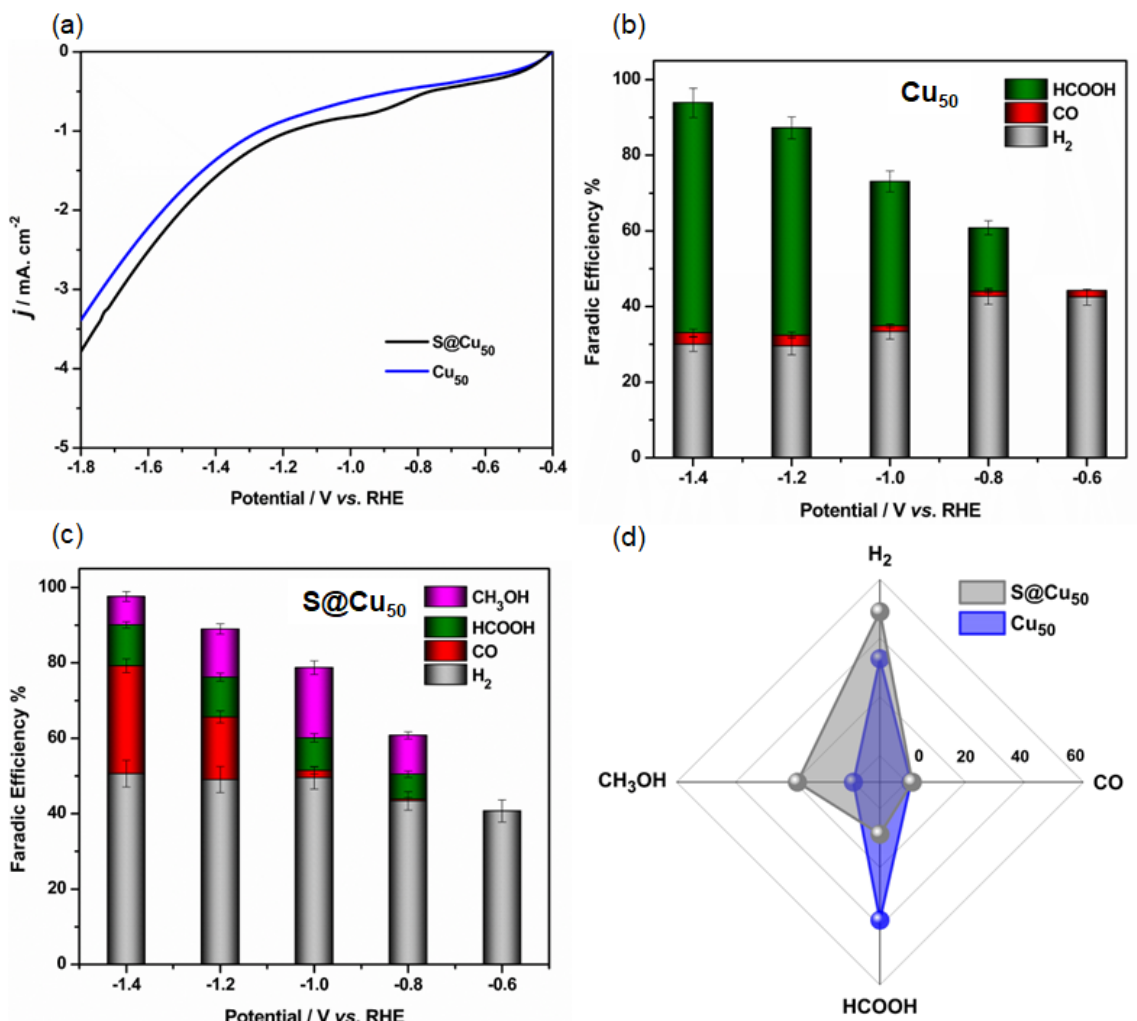 (a)
0
-1
-2
-3
-4
-5
j / mA. cm⁻²
S@Cu₅₀
Cu₅₀
-1.8 -1.6 -1.4 -1.2 -1.0 -0.8 -0.6 -0.4
Potential / V vs. RHE
(b)
Cu₅₀
HCOOH
CO
H₂
100
80
60
40
20
0
Faradic Efficiency %
-1.4 -1.2 -1.0 -0.8 -0.6
Potential / V vs. RHE
(c)
S@Cu₅₀
CH₃OH
HCOOH
CO
H₂
100
80
60
40
20
0
Faradic Efficiency %
-1.4 -1.2 -1.0 -0.8 -0.6
Potential / V vs. RHE
(d)
H₂
S@Cu₅₀
Cu₅₀
0 20 40 60
CH₃OH
CO
HCOOH